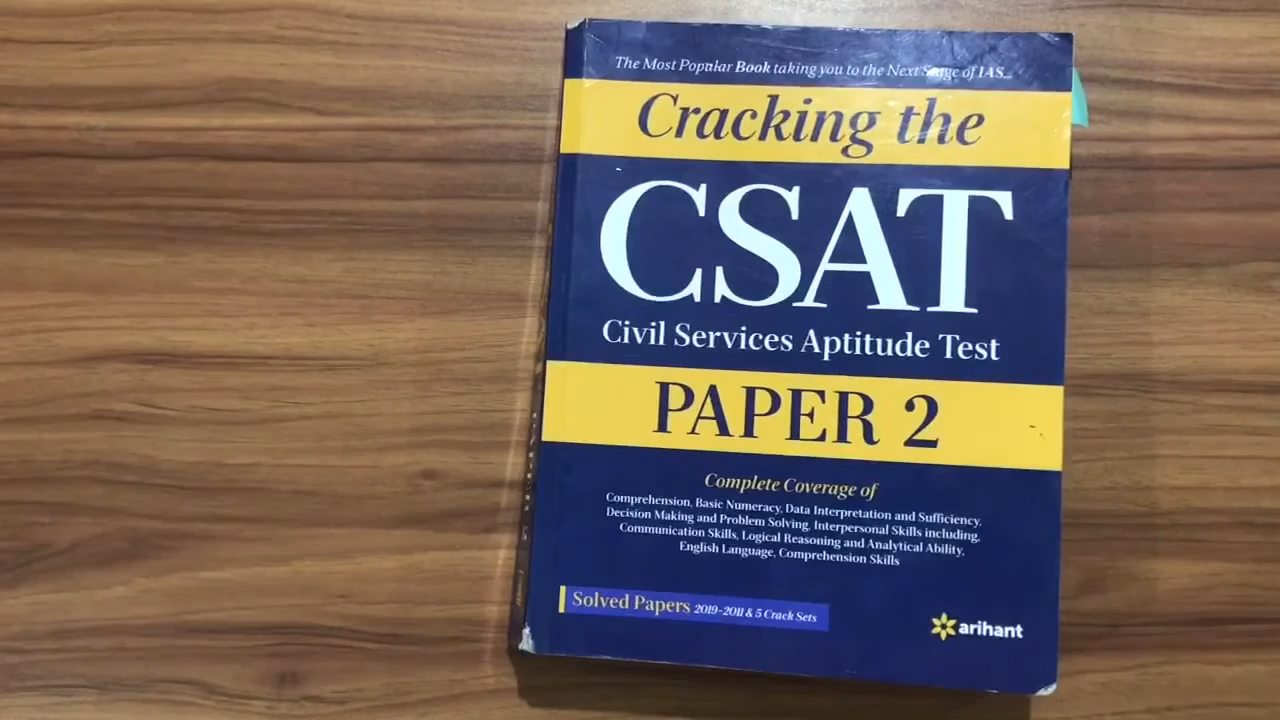 The Most Popular Book taking you to the Next Stage of IAS...
Cracking the
CSAT
Civil Services Aptitude Test
PAPER 2
Complete Coverage of
Comprehension, Basic Numeracy, Data Interpretation and Sufficiency,
Decision Making and Problem Solving, Interpersonal Skills including,
Communication Skills, Logical Reasoning and Analytical Ability,
English Language, Comprehension Skills
Solved Papers 2019-2011 & 5 Crack Sets
arihant